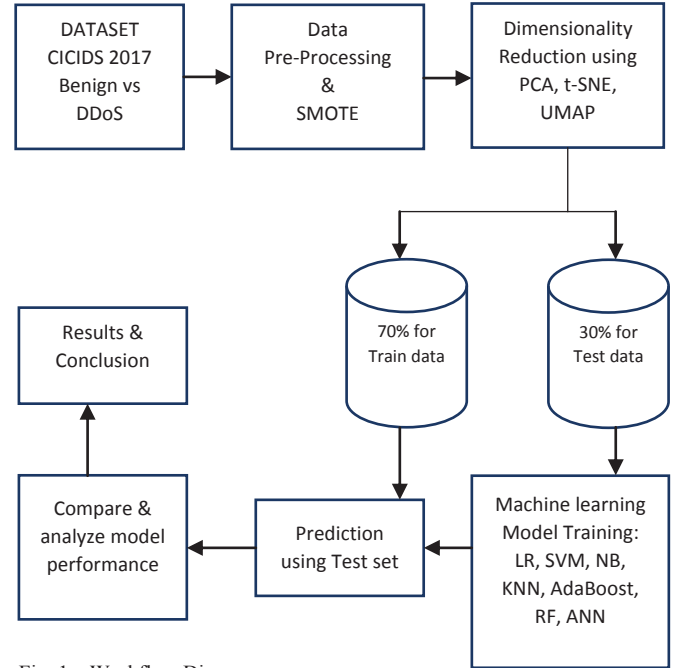 DATASET
CICIDS 2017
Benign vs
DDoS
Data
Pre-Processing
&
SMOTE
Dimensionality
Reduction using
PCA, t-SNE,
UMAP
70% for
Train data
30% for
Test data
Results &
Conclusion
Compare &
analyze model
performance
Prediction
using Test set
Machine learning
Model Training:
LR, SVM, NB,
KNN, AdaBoost,
RF, ANN